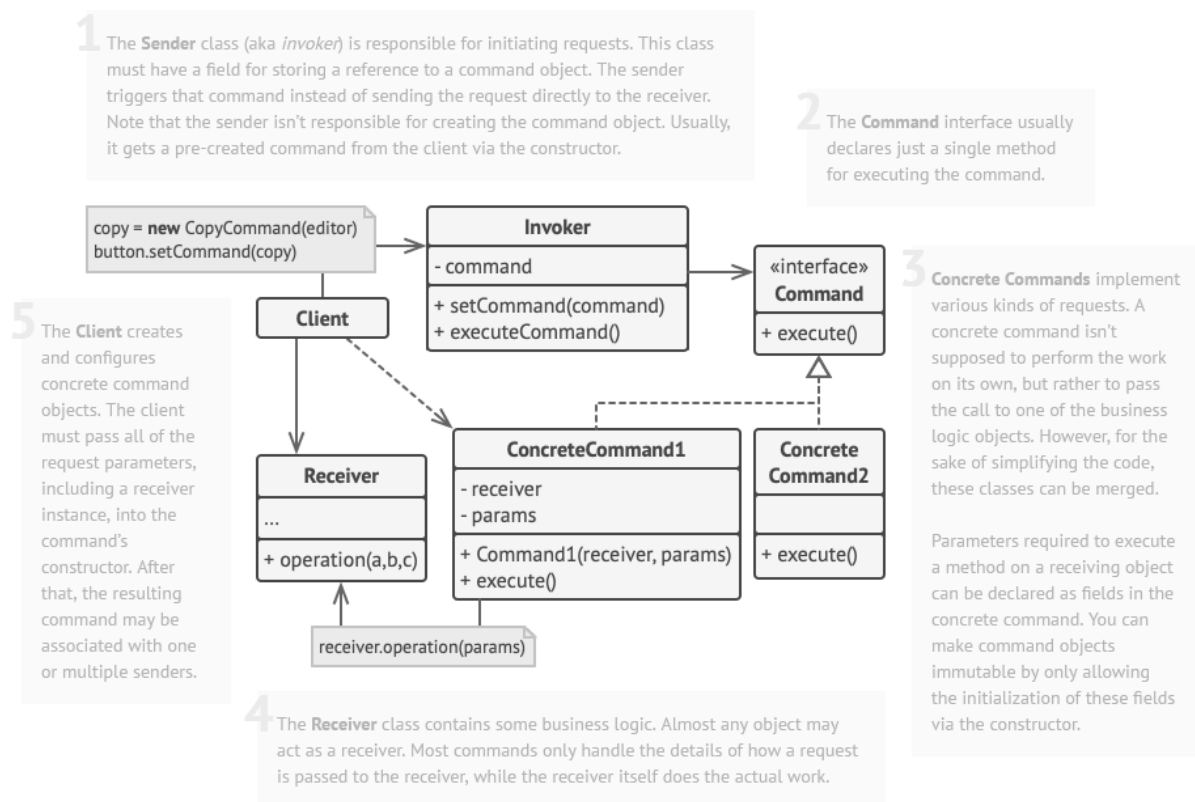 1
The Sender class (aka invoker) is responsible for initiating requests. This class
must have a field for storing a reference to a command object. The sender
triggers that command instead of sending the request directly to the receiver.
Note that the sender isn't responsible for creating the command object. Usually,
it gets a pre-created command from the client via the constructor.
2
The Command interface usually
declares just a single method
for executing the command.
copy = new CopyCommand(editor)
button.setCommand(copy)
Invoker
- command
+ setCommand(command)
+ executeCommand()
«interface»
Command
+ execute()
3
Concrete Commands implement
various kinds of requests. A
concrete command isn't
supposed to perform the work
on its own, but rather to pass
the call to one of the business
logic objects. However, for the
sake of simplifying the code,
these classes can be merged.
Parameters required to execute
a method on a receiving object
can be declared as fields in the
concrete command. You can
make command objects
immutable by only allowing
the initialization of these fields
via the constructor.
5
The Client creates
and configures
concrete command
objects. The client
must pass all of the
request parameters,
including a receiver
instance, into the
command's
constructor. After
that, the resulting
command may be
associated with one
or multiple senders.
Client
Receiver
...
+ operation(a,b,c)
ConcreteCommand1
- receiver
- params
+ Command1(receiver, params)
+ execute()
Concrete
Command2
+ execute()
receiver.operation(params)
4
The Receiver class contains some business logic. Almost any object may
act as a receiver. Most commands only handle the details of how a request
is passed to the receiver, while the receiver itself does the actual work.